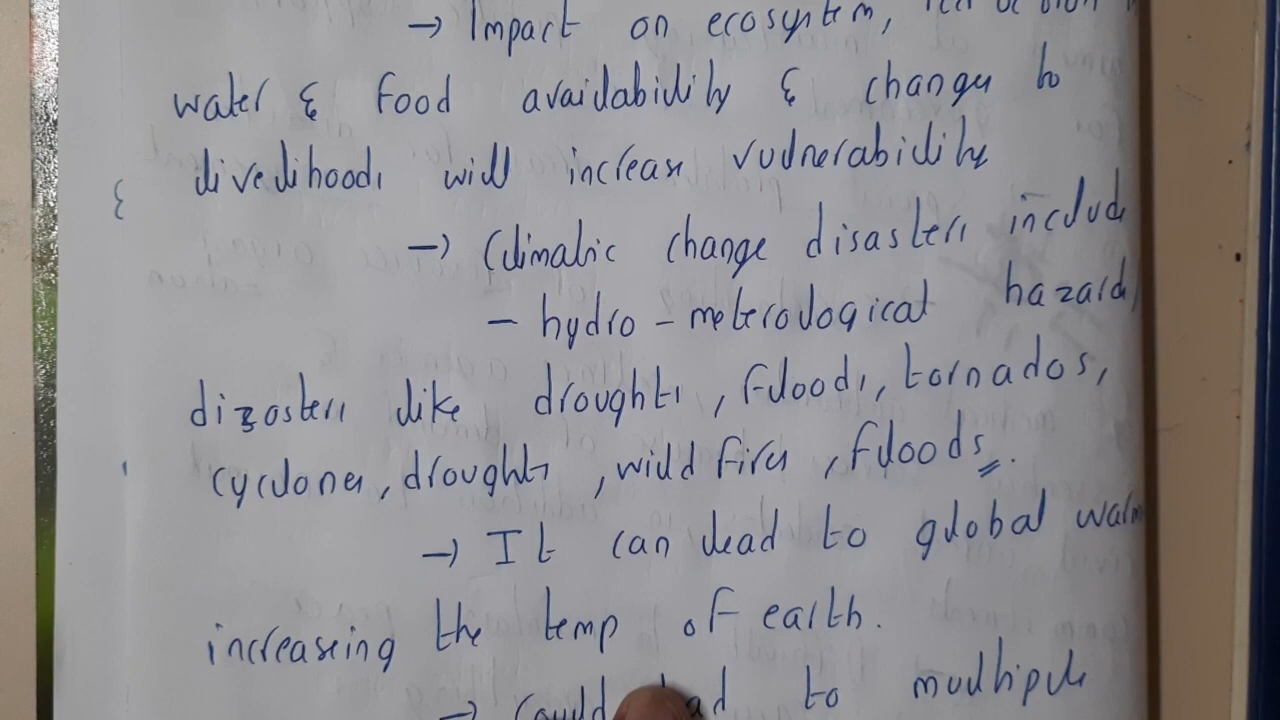 → Impact on ecosystem,
water & food availability & change to
livelihoods will increase vulnerability
&
→ Climatic change disasters include
- hydro - meterological hazards
disasters like droughts, floods, tornados,
cyclones, droughts, wild fires, floods.
→ It can lead to global
increasing the temp of earth.
→ could to multiple